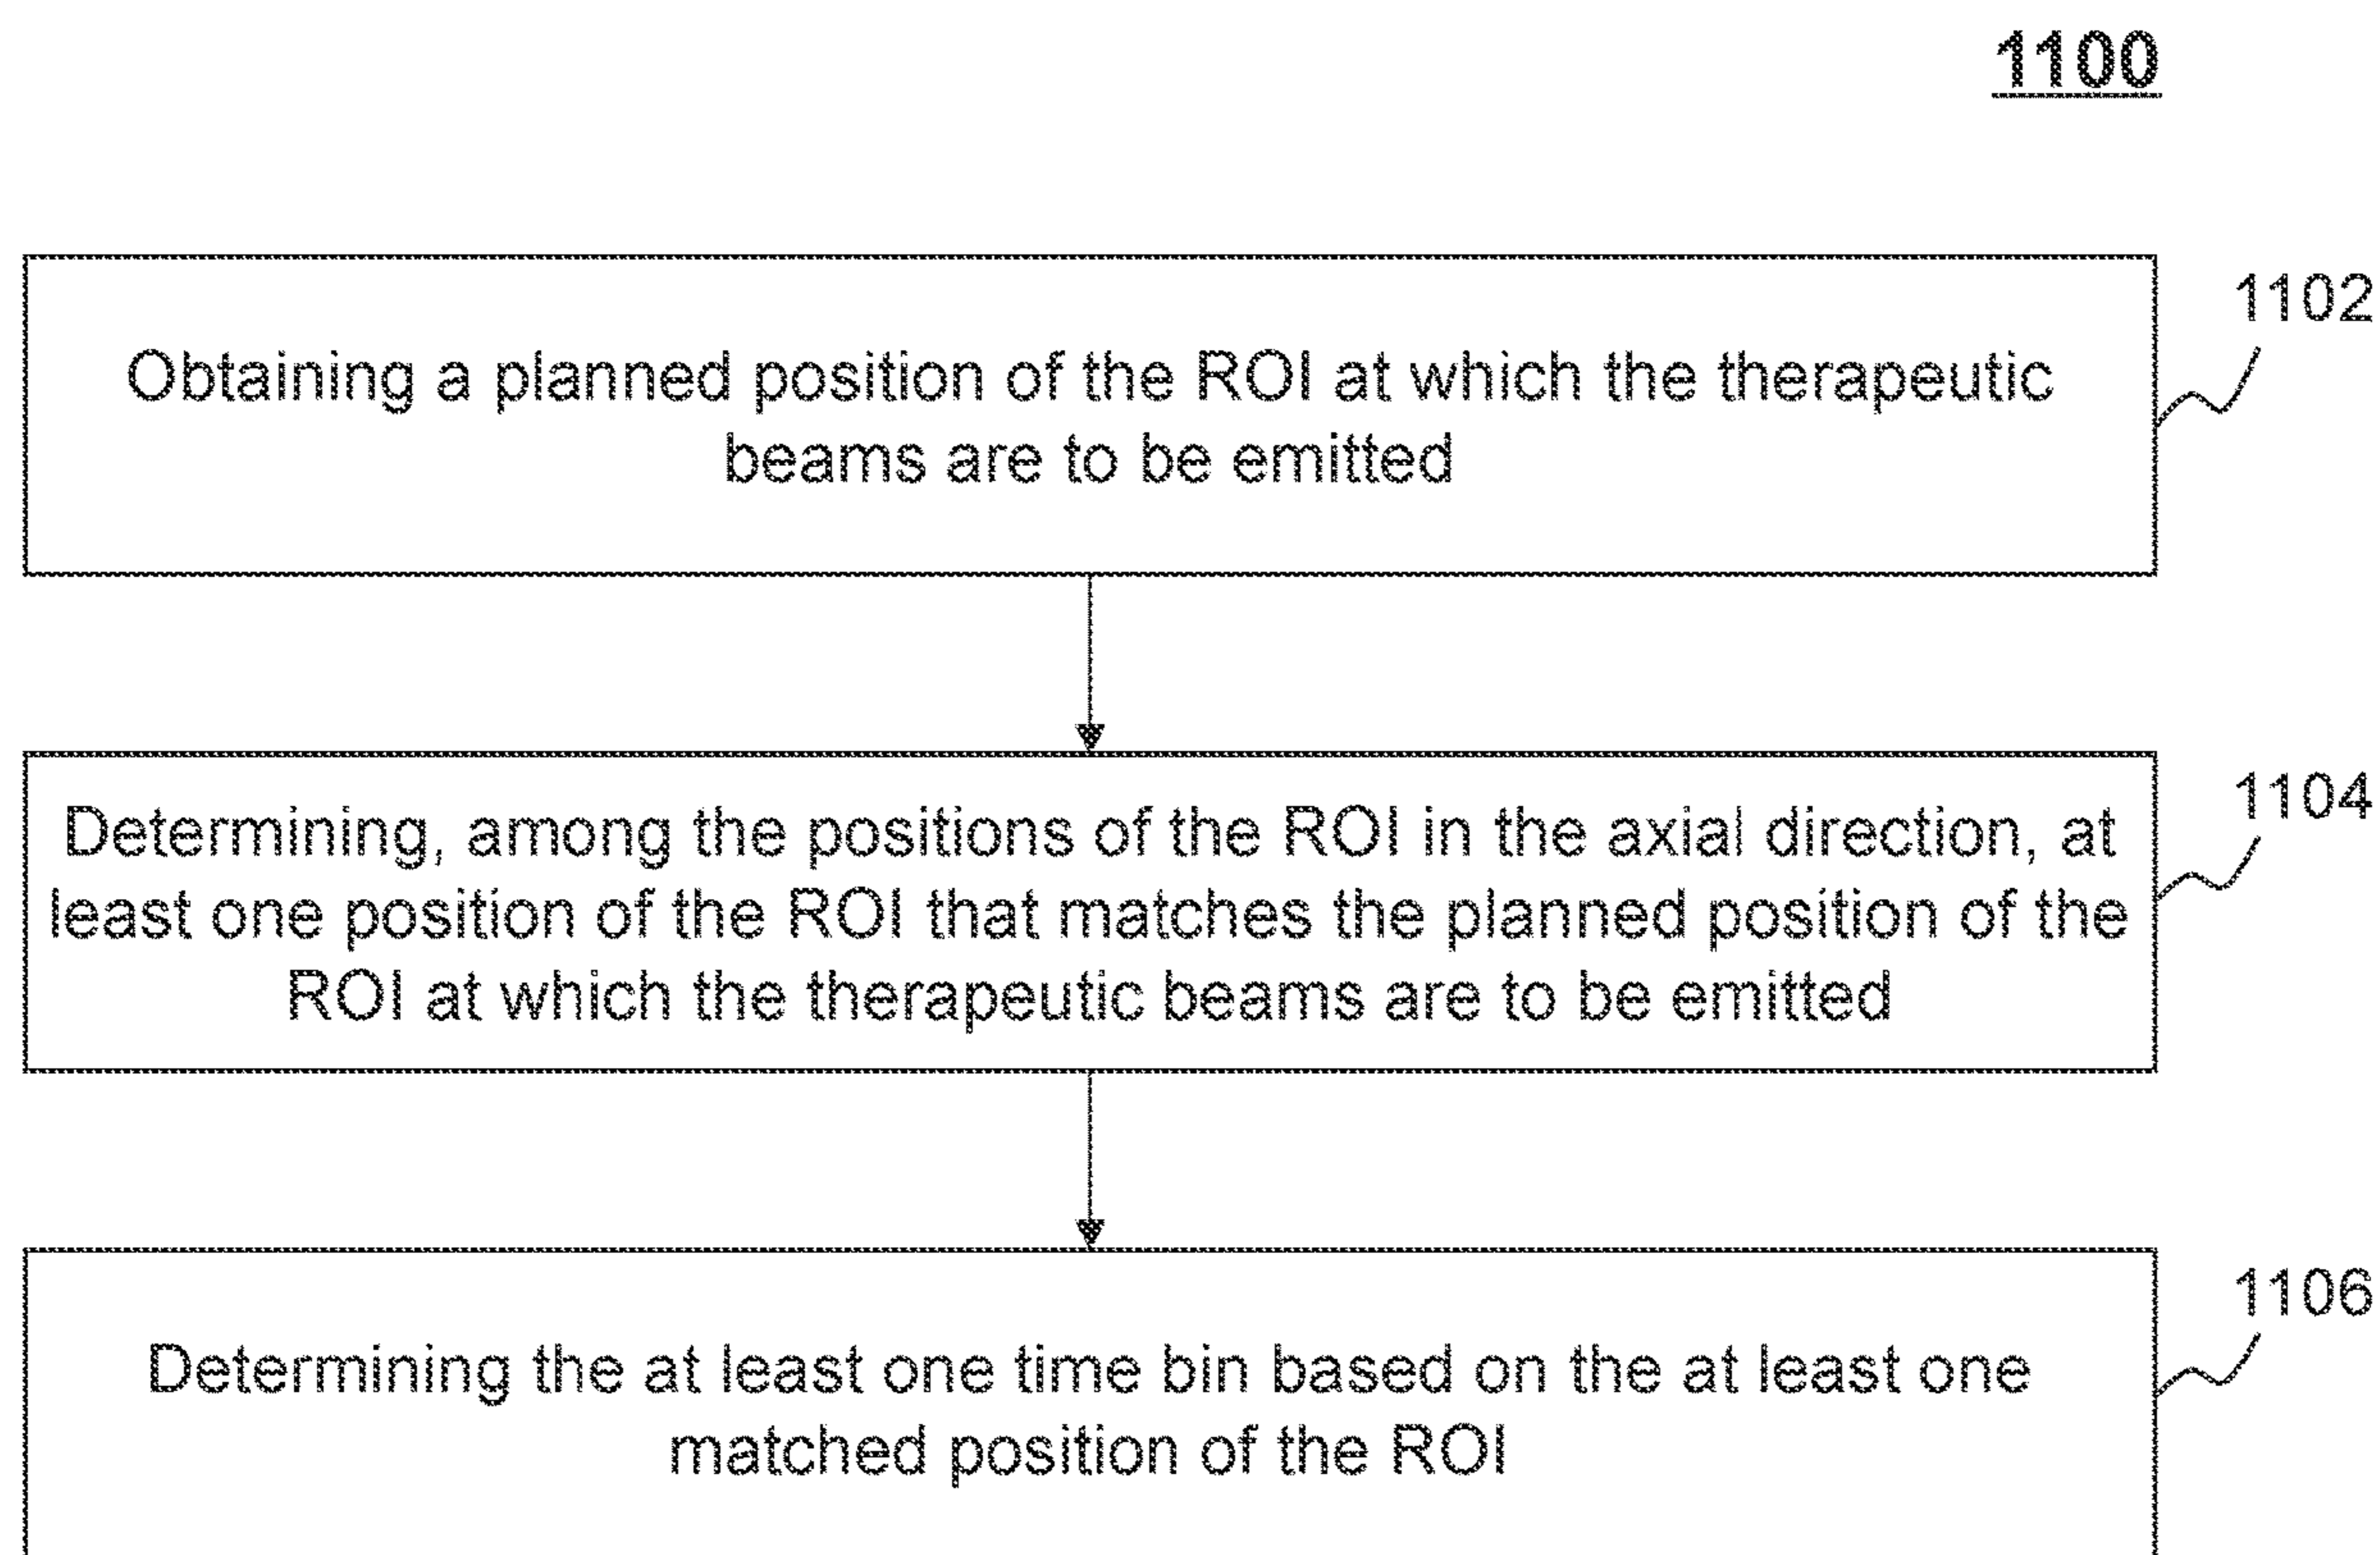 1100
1102
Obtaining a planned position of the ROI at which the therapeutic
beams are to be emitted
1104
Determining, among the positions of the ROI in the axial direction, at
least one position of the ROI that matches the planned position of the
ROI at which the therapeutic beams are to be emitted
1106
Determining the at least one time bin based on the at least one
matched position of the ROI